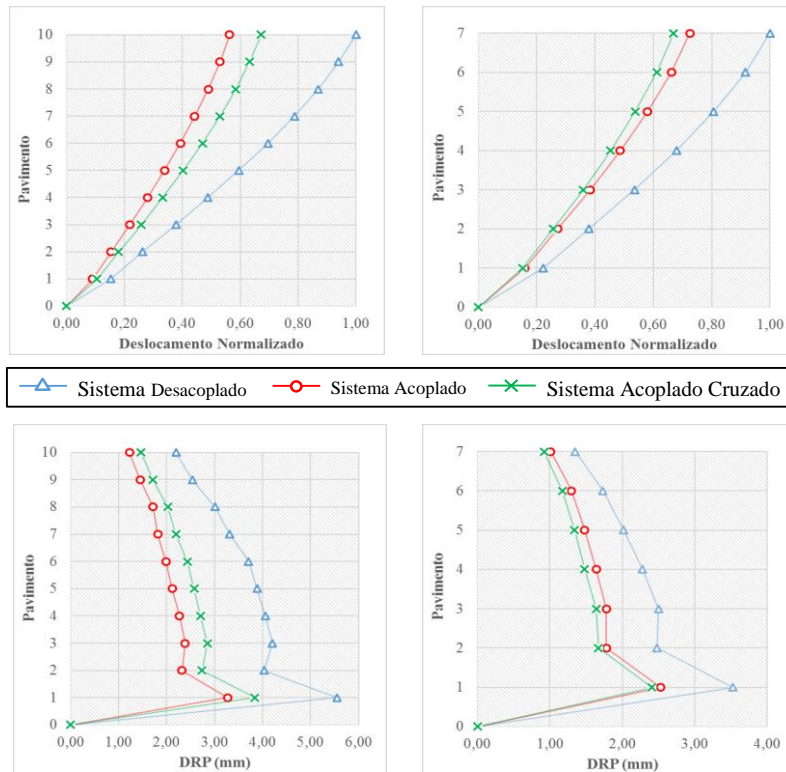 10
9
8
7
6
5
4
3
2
1
0
Pavimento
0,00 0,20 0,40 0,60 0,80 1,00
Deslocamento Normalizado
7
6
5
4
3
2
1
0
Pavimento
0,00 0,20 0,40 0,60 0,80 1,00
Deslocamento Normalizado
Sistema Desacoplado Sistema Acoplado Sistema Acoplado Cruzado
10
9
8
7
6
5
4
3
2
1
0
Pavimento
0,00 1,00 2,00 3,00 4,00 5,00 6,00
DRP (mm)
7
6
5
4
3
2
1
0
Pavimento
0,00 1,00 2,00 3,00 4,00
DRP (mm)